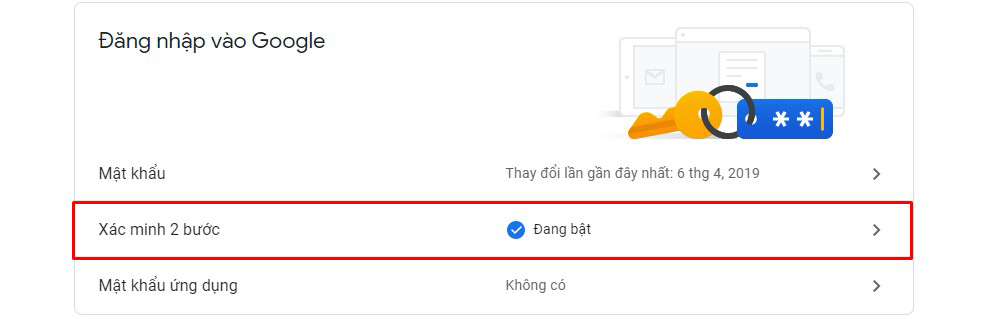 Đăng nhập vào Google
Mật khẩu Thay đổi lần gần đây nhất: 6 thg 4, 2019
Xác minh 2 bước Đang bật
Mật khẩu ứng dụng Không có